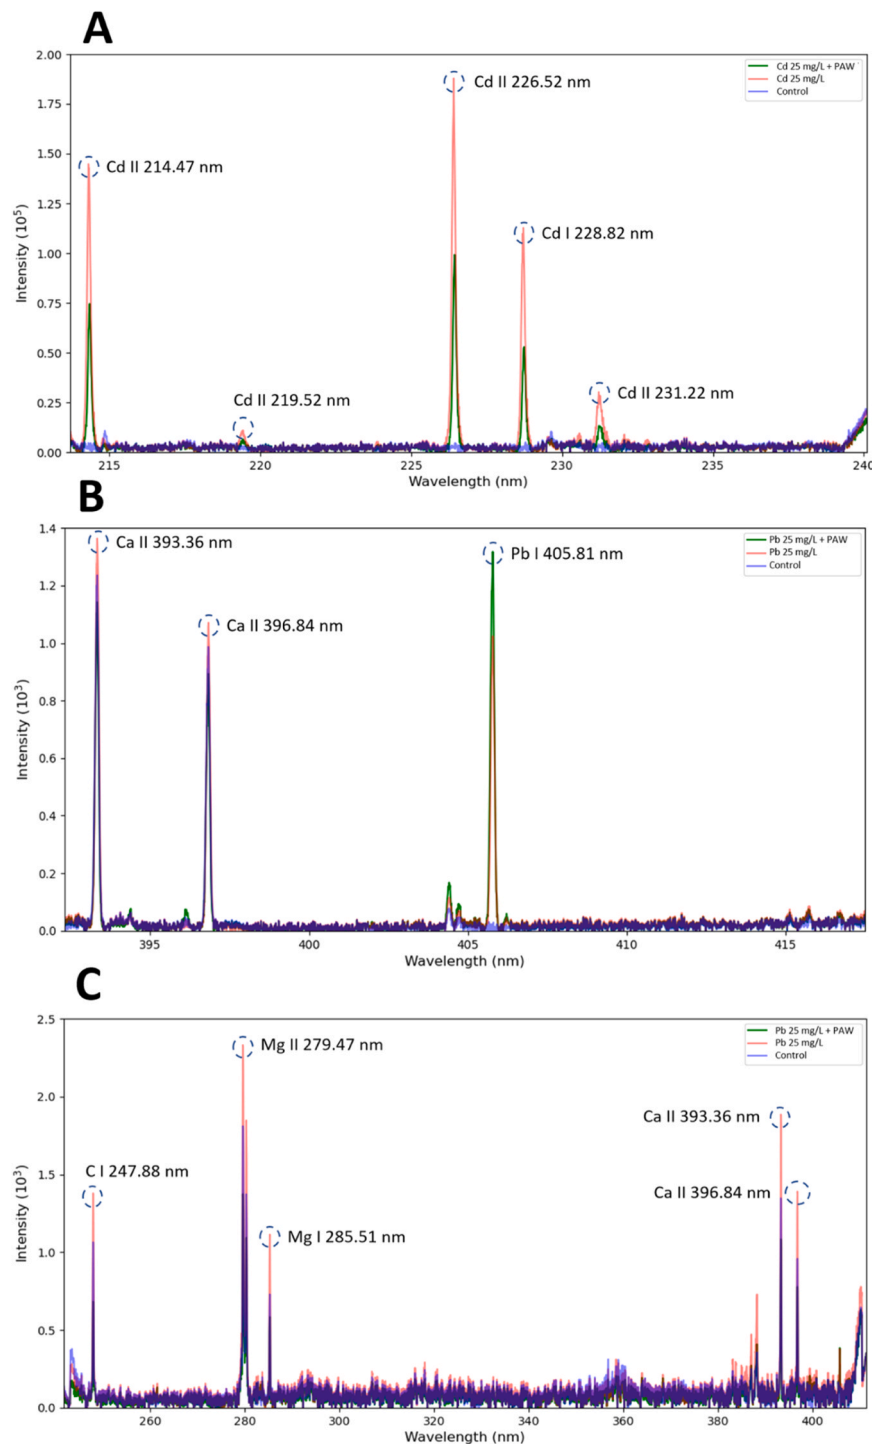 A
2.00
1.75
1.50
1.25
1.00
0.75
0.50
0.25
0.00
Intensity (10⁵)
Cd II 214.47 nm
Cd II 219.52 nm
Cd II 226.52 nm
Cd I 228.82 nm
Cd II 231.22 nm
Cd 25 mg/L + PAW
Cd 25 mg/L
Control
215 220 225 230 235 240
Wavelength (nm)
B
1.4
1.2
1.0
0.8
0.6
0.4
0.2
0.0
Intensity (10³)
Ca II 393.36 nm
Ca II 396.84 nm
Pb I 405.81 nm
Pb 25 mg/L + PAW
Pb 25 mg/L
Control
395 400 405 410 415
Wavelength (nm)
C
2.5
2.0
1.5
1.0
0.5
0.0
Intensity (10³)
C I 247.88 nm
Mg II 279.47 nm
Mg I 285.51 nm
Ca II 393.36 nm
Ca II 396.84 nm
Pb 25 mg/L + PAW
Pb 25 mg/L
Control
260 280 300 320 340 360 380 400
Wavelength (nm)